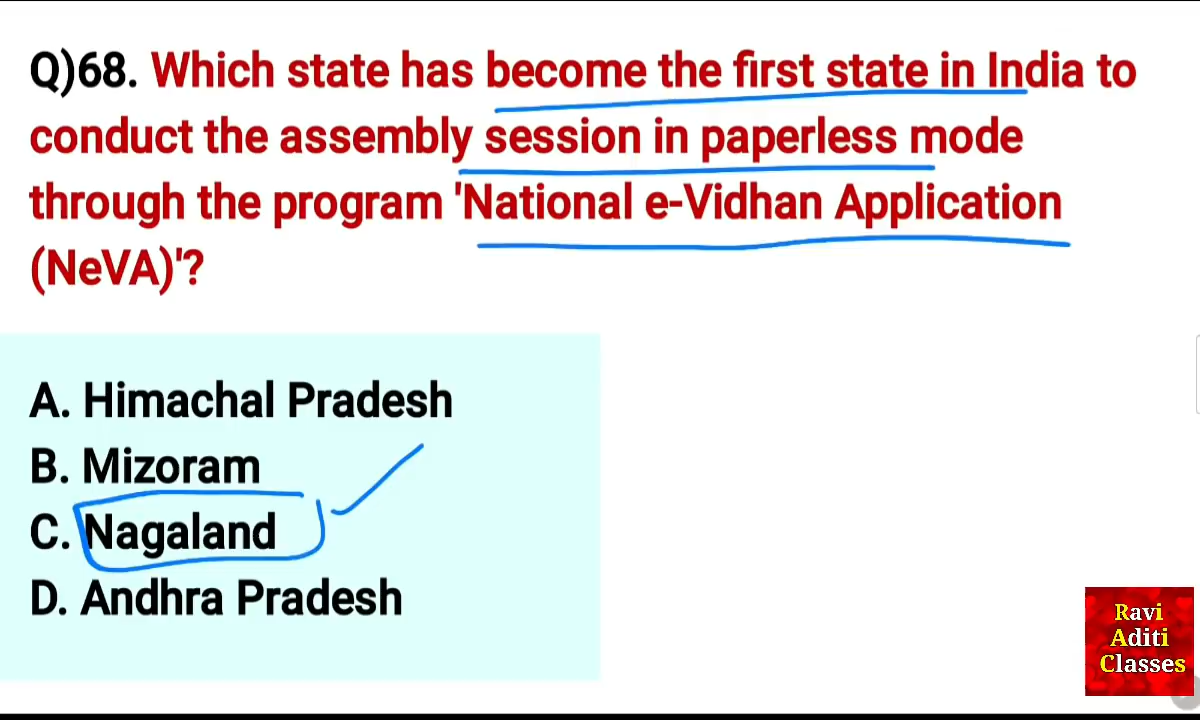 Q)68. Which state has become the first state in India to
conduct the assembly session in paperless mode
through the program 'National e-Vidhan Application
(NeVA)'?
A. Himachal Pradesh
B. Mizoram
C. Nagaland
D. Andhra Pradesh
Ravi
Aditi
Classes